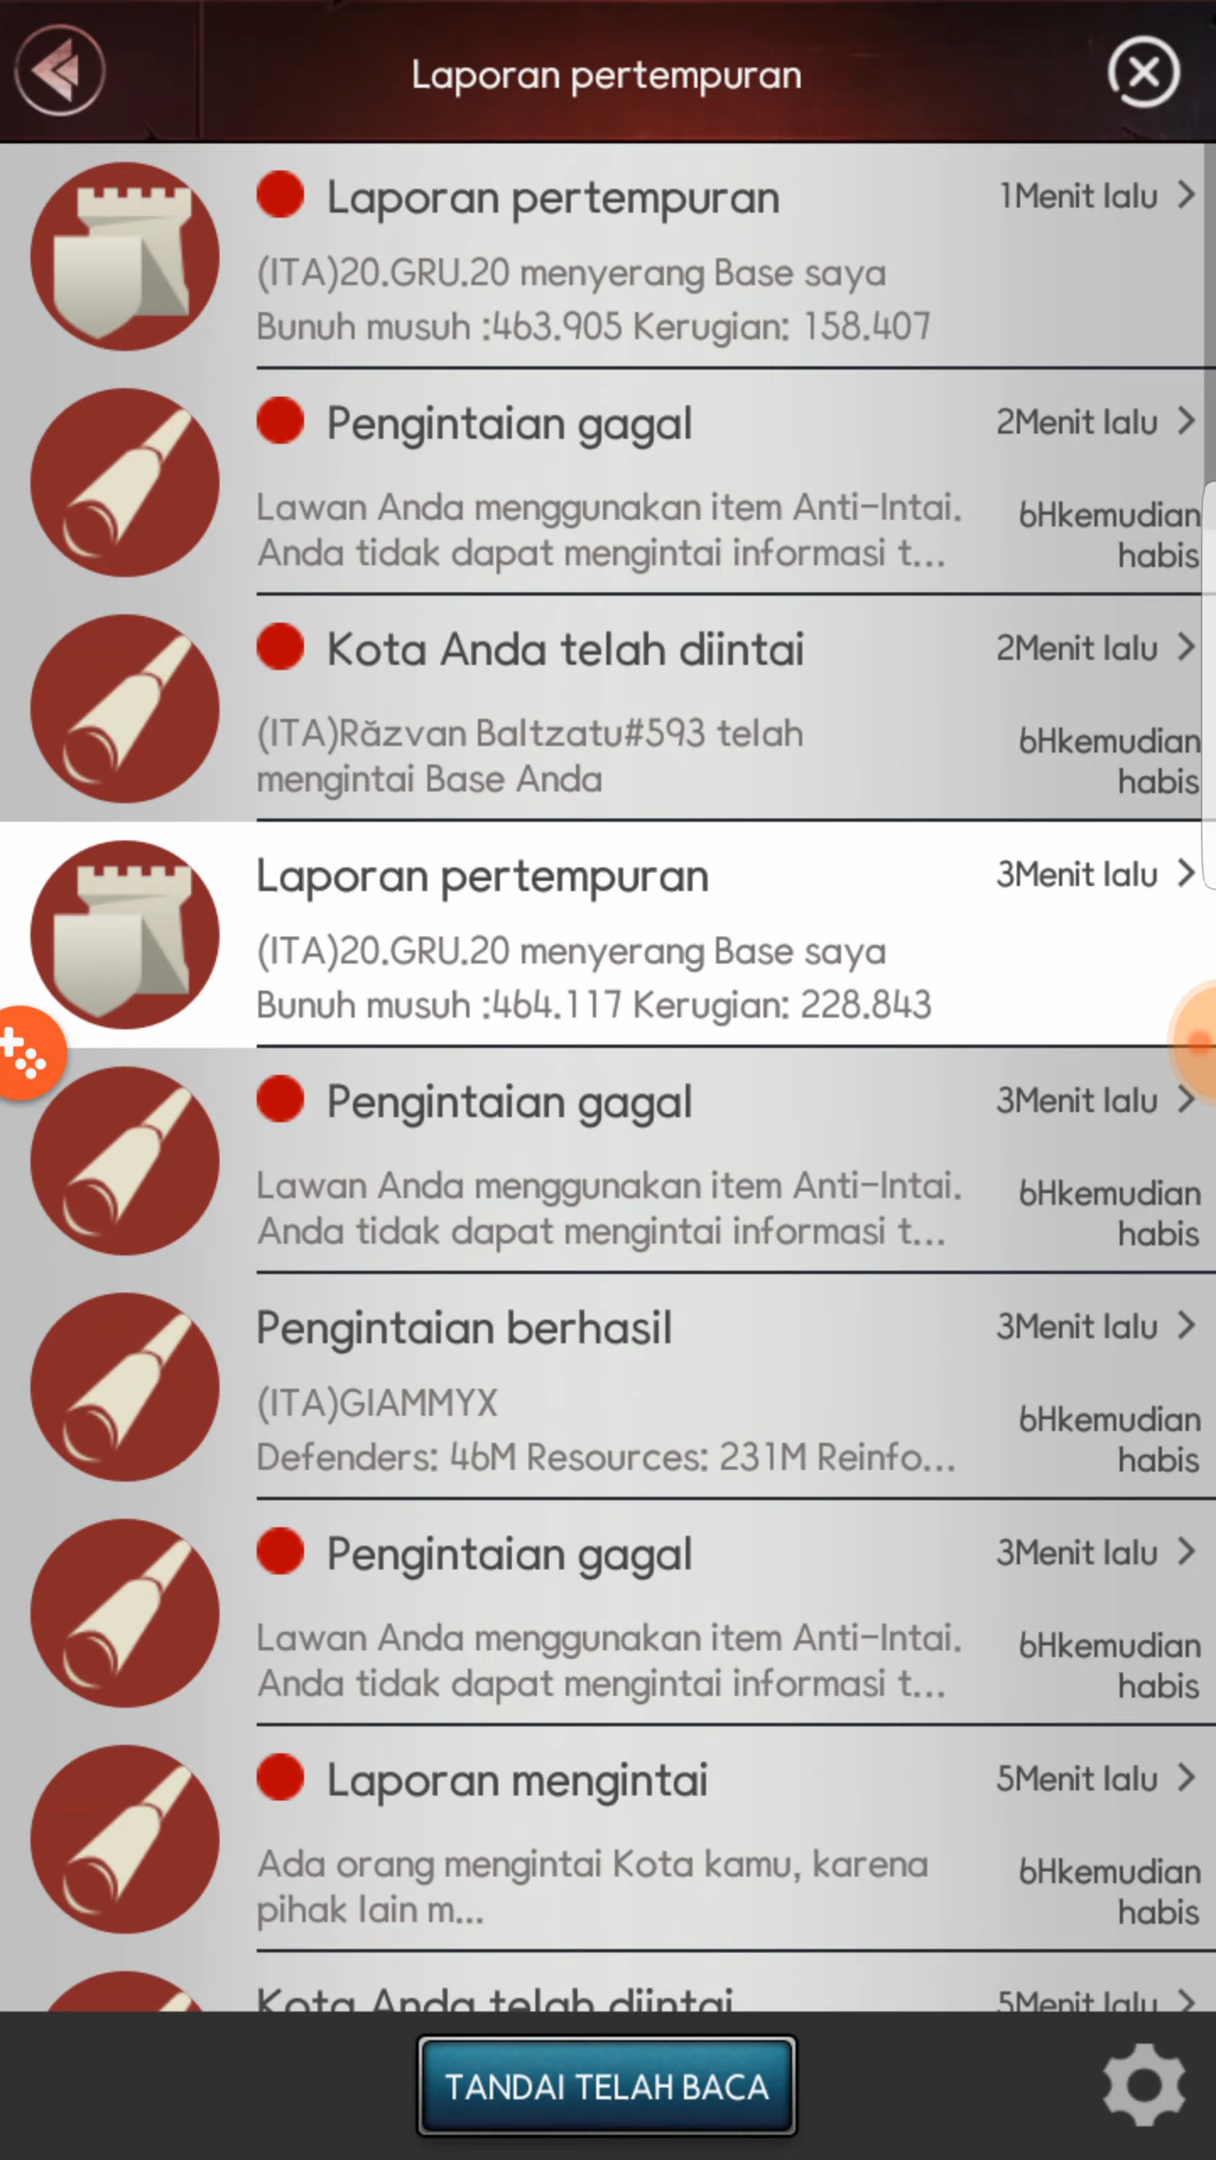 Laporan pertempuran
Laporan pertempuran
1Menit lalu
(ITA)20.GRU.20 menyerang Base saya
Bunuh musuh :463.905 Kerugian: 158.407
Pengintaian gagal
2Menit lalu
Lawan Anda menggunakan item Anti-Intai.
Anda tidak dapat mengintai informasi t...
6Hkemudian
habis
Kota Anda telah diintai
2Menit lalu
(ITA)Răzvan Baltzatu#593 telah
mengintai Base Anda
6Hkemudian
habis
Laporan pertempuran
3Menit lalu
(ITA)20.GRU.20 menyerang Base saya
Bunuh musuh :464.117 Kerugian: 228.843
Pengintaian gagal
3Menit lalu
Lawan Anda menggunakan item Anti-Intai.
Anda tidak dapat mengintai informasi t...
6Hkemudian
habis
Pengintaian berhasil
3Menit lalu
(ITA)GIAMMYX
Defenders: 46M Resources: 231M Reinfo...
6Hkemudian
habis
Pengintaian gagal
3Menit lalu
Lawan Anda menggunakan item Anti-Intai.
Anda tidak dapat mengintai informasi t...
6Hkemudian
habis
Laporan mengintai
5Menit lalu
Ada orang mengintai Kota kamu, karena
pihak lain m...
6Hkemudian
habis
Kota Anda telah diintai
5Menit lalu
TANDAI TELAH BACA